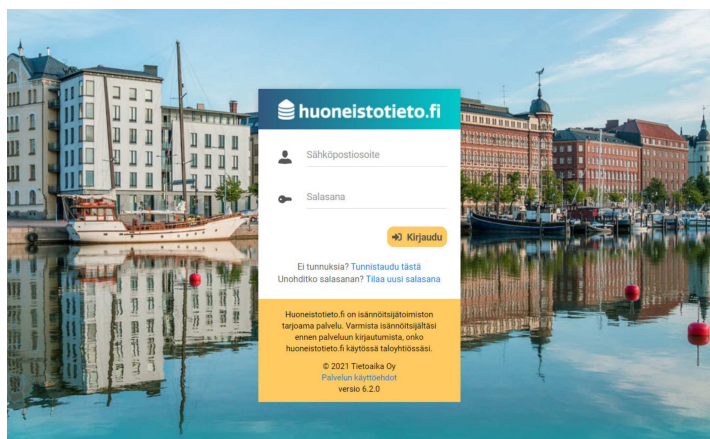 huoneistotieto.fi
Sähköpostiosoite
Salasana
Kirjaudu
Ei tunnuksia? Tunnistaudu tästä
Unohditko salasanan? Tilaa uusi salasana
Huoneistotieto.fi on isännöitsijätoimiston
tarjoama palvelu. Varmista isännöitsijältäsi
ennen palveluun kirjautumista, onko
huoneistotieto.fi käytössä taloyhtiössäsi.
© 2021 Tietoaika Oy
Palvelun käyttöehdot
versio 6.2.0